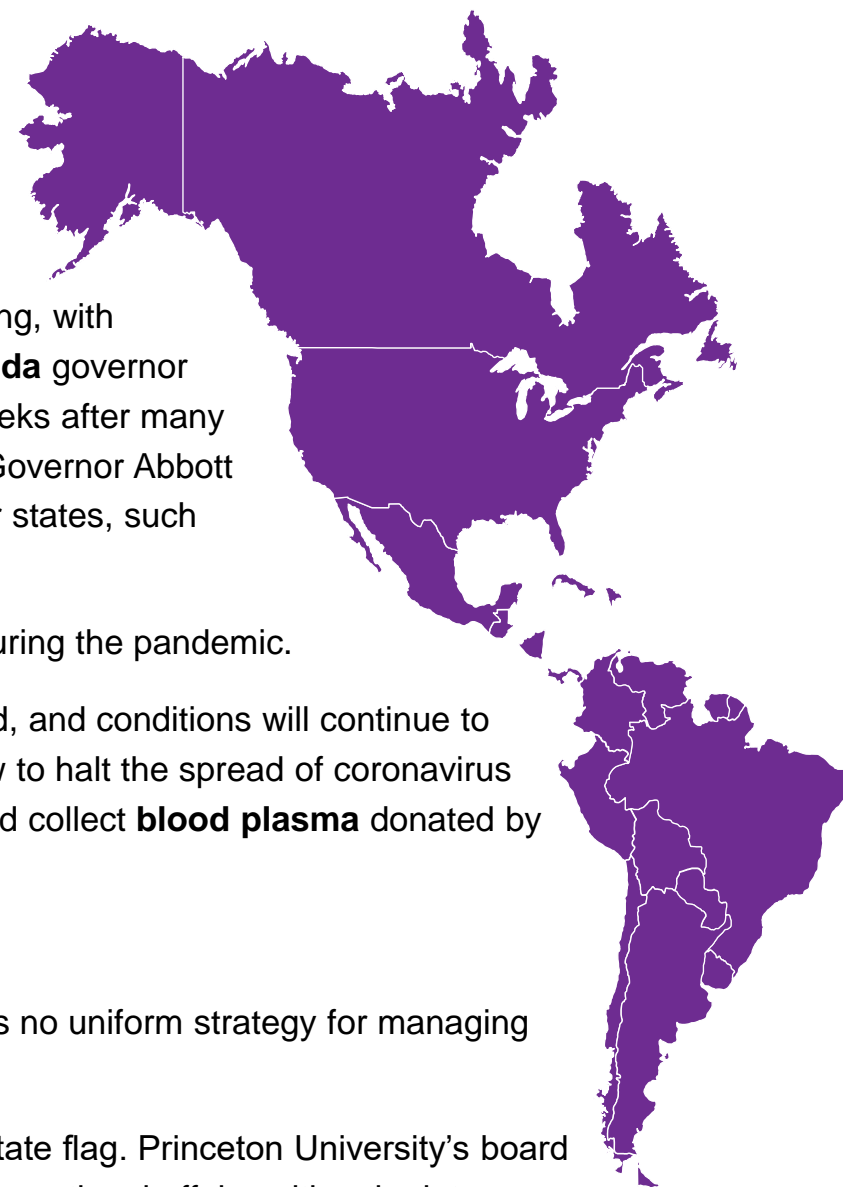 ng, with
da governor
eks after many
Governor Abbott
r states, such
uring the pandemic.
d, and conditions will continue to
w to halt the spread of coronavirus
d collect blood plasma donated by
s no uniform strategy for managing
tate flag. Princeton University’s board